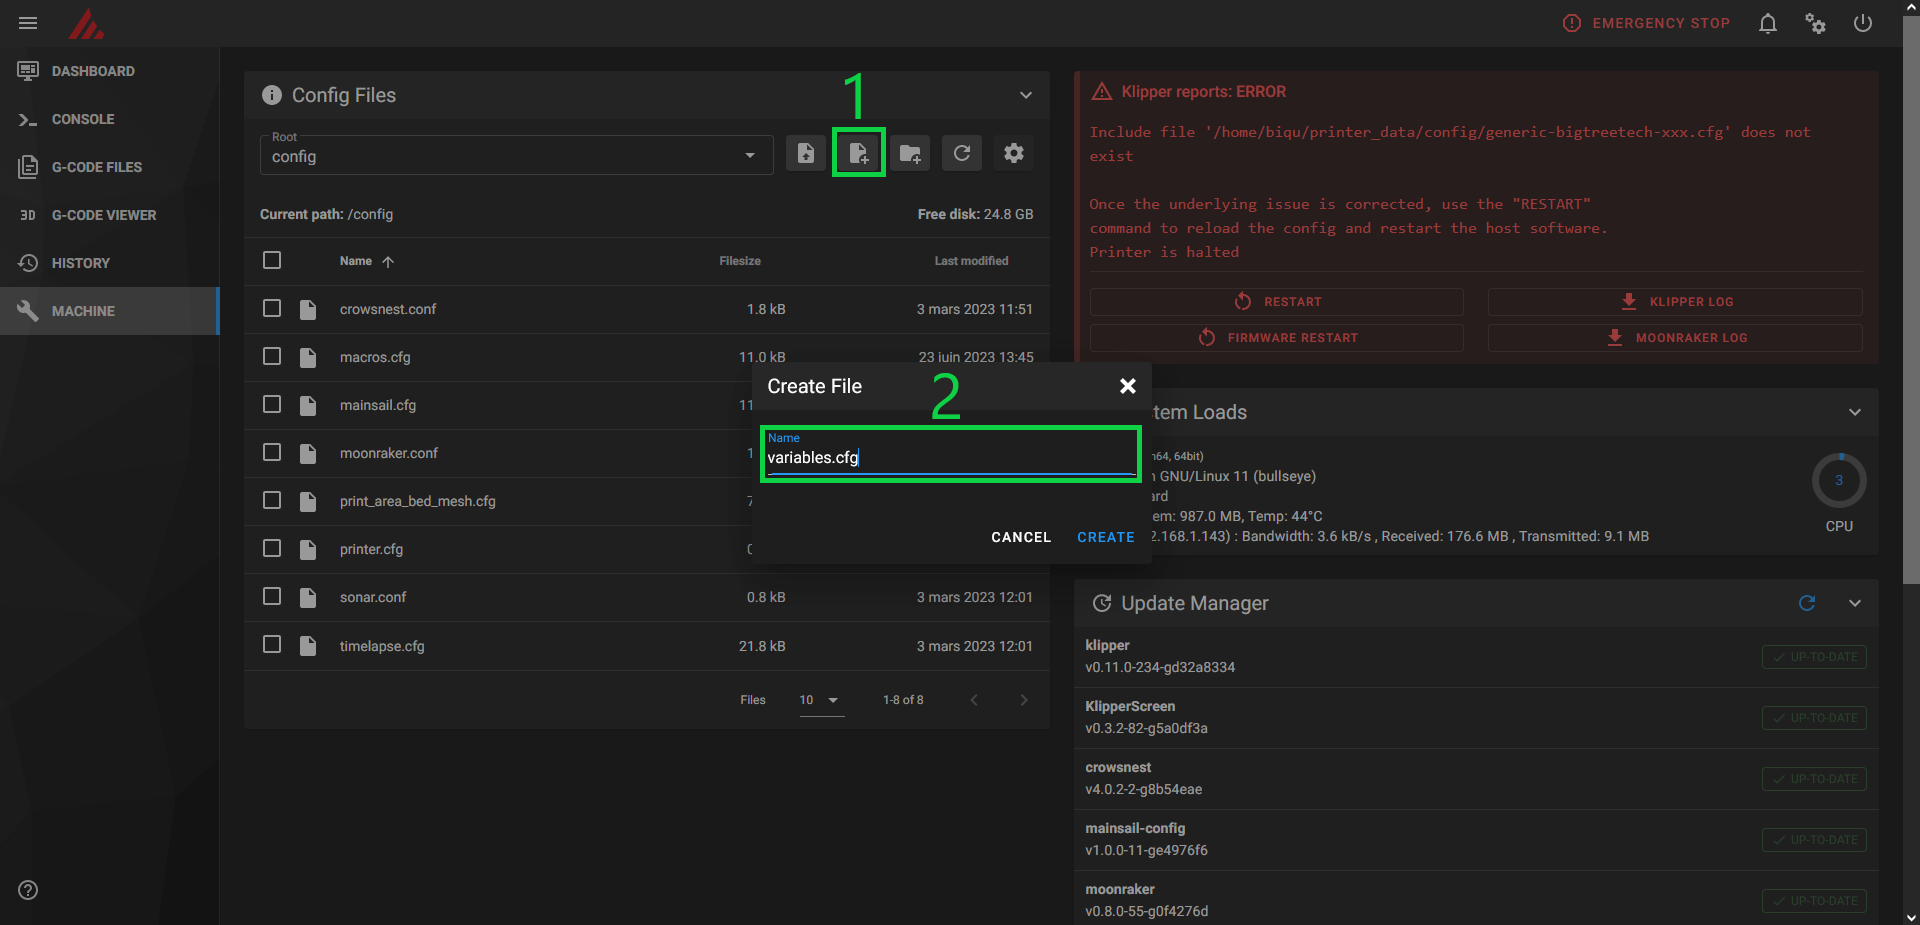 EMERGENCY STOP
DASHBOARD
CONSOLE
G-CODE FILES
3D G-CODE VIEWER
HISTORY
MACHINE
Config Files
1
Root
config
Current path: /config
Free disk: 24.8 GB
Name
Filesize
Last modified
crowsnest.conf
1.8 kB
3 mars 2023 11:51
macros.cfg
11.0 kB
23 juin 2023 13:45
mainsail.cfg
11
moonraker.conf
1
print_area_bed_mesh.cfg
7
printer.cfg
0
sonar.conf
0.8 kB
3 mars 2023 12:01
timelapse.cfg
21.8 kB
3 mars 2023 12:01
Files
10
1-8 of 8
Create File
2
Name
variables.cfg
CANCEL
CREATE
Klipper reports: ERROR
Include file '/home/biqu/printer_data/config/generic-bigtreetech-xxx.cfg' does not
exist
Once the underlying issue is corrected, use the "RESTART"
command to reload the config and restart the host software.
Printer is halted
RESTART
KLIPPER LOG
FIRMWARE RESTART
MOONRAKER LOG
tem Loads
64, 64bit)
GNU/Linux 11 (bullseye)
ard
em: 987.0 MB, Temp: 44°C
2.168.1.143) : Bandwidth: 3.6 kB/s , Received: 176.6 MB , Transmitted: 9.1 MB
3
CPU
Update Manager
klipper
v0.11.0-234-gd32a8334
UP-TO-DATE
KlipperScreen
v0.3.2-82-g5a0df3a
UP-TO-DATE
crowsnest
v4.0.2-2-g8b54eae
UP-TO-DATE
mainsail-config
v1.0.0-11-ge4976f6
UP-TO-DATE
moonraker
v0.8.0-55-g0f4276d
UP-TO-DATE